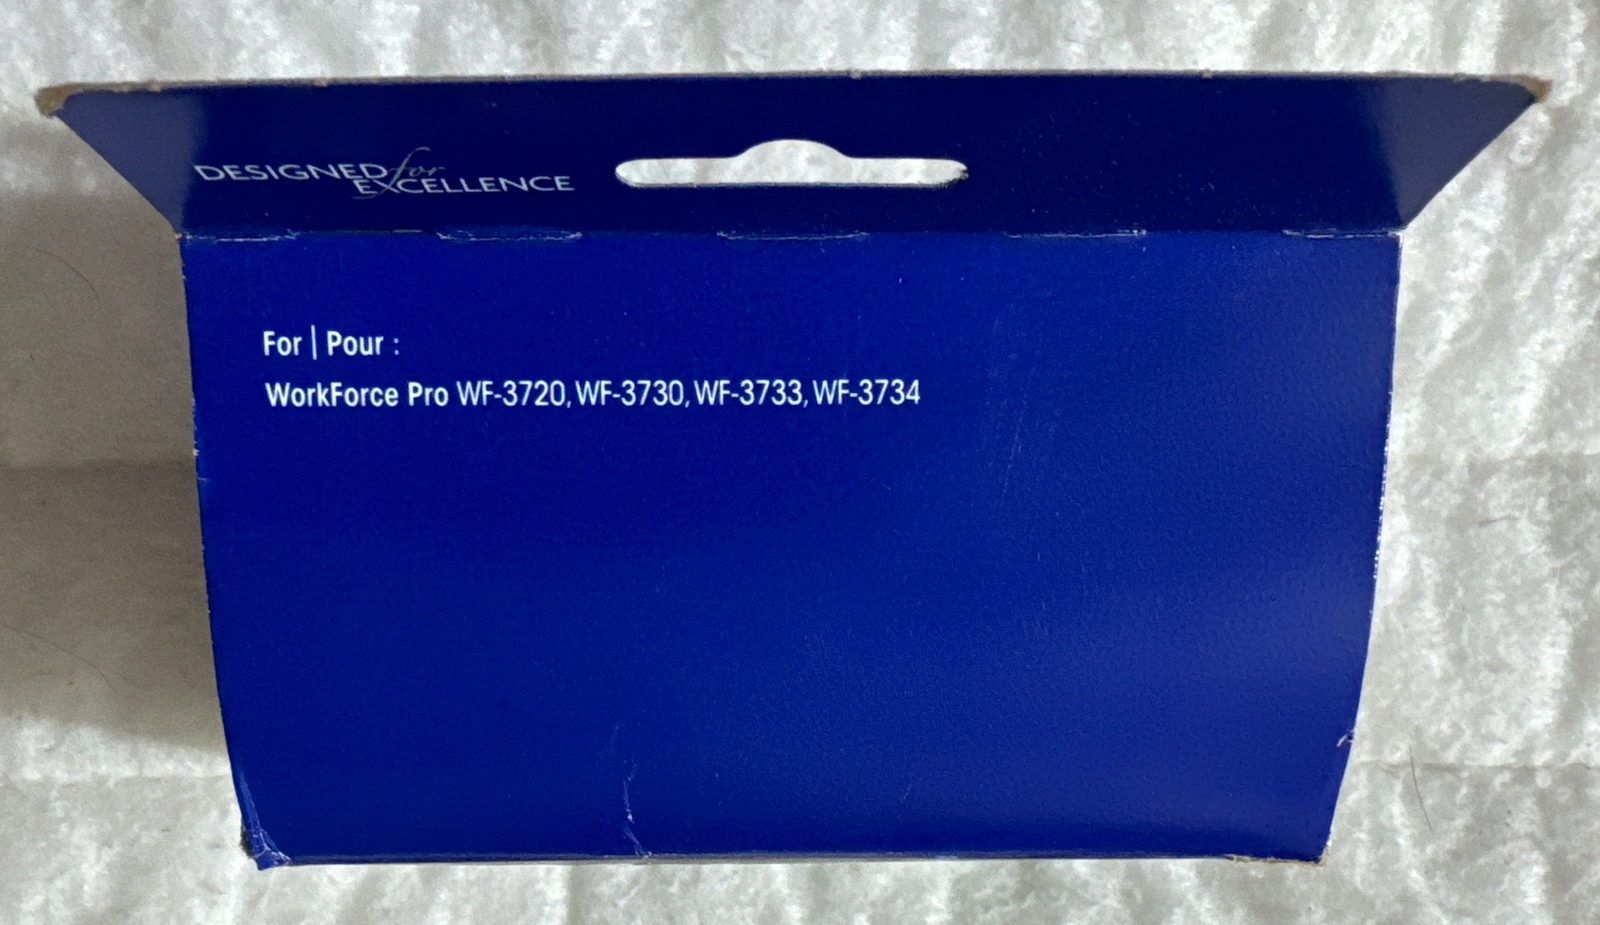 DESIGNED for
EXCELLENCE
For | Pour :
WorkForce Pro WF-3720, WF-3730, WF-3733, WF-3734